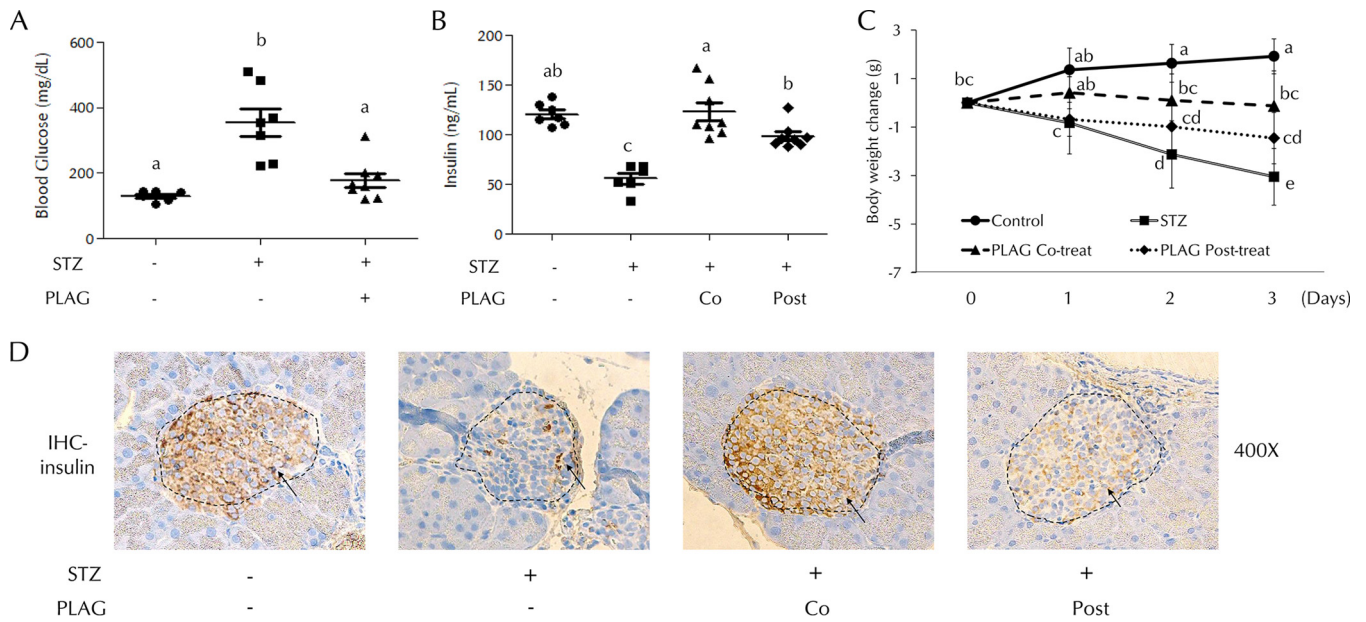 A
Blood Glucose (mg/dL)
600
400
200
0
b
a
a
STZ - + +
PLAG - - +
B
Insulin (ng/mL)
200
150
100
50
0
ab
c
a
b
STZ - + + +
PLAG - - Co Post
C
Body weight change (g)
3
1
-1
-3
-5
-7
bc
ab
a
a
ab
bc
bc
c
cd
cd
d
e
Control
STZ
PLAG Co-treat
PLAG Post-treat
0 1 2 3 (Days)
D
IHC-
insulin
400X
STZ - + + +
PLAG - - Co Post